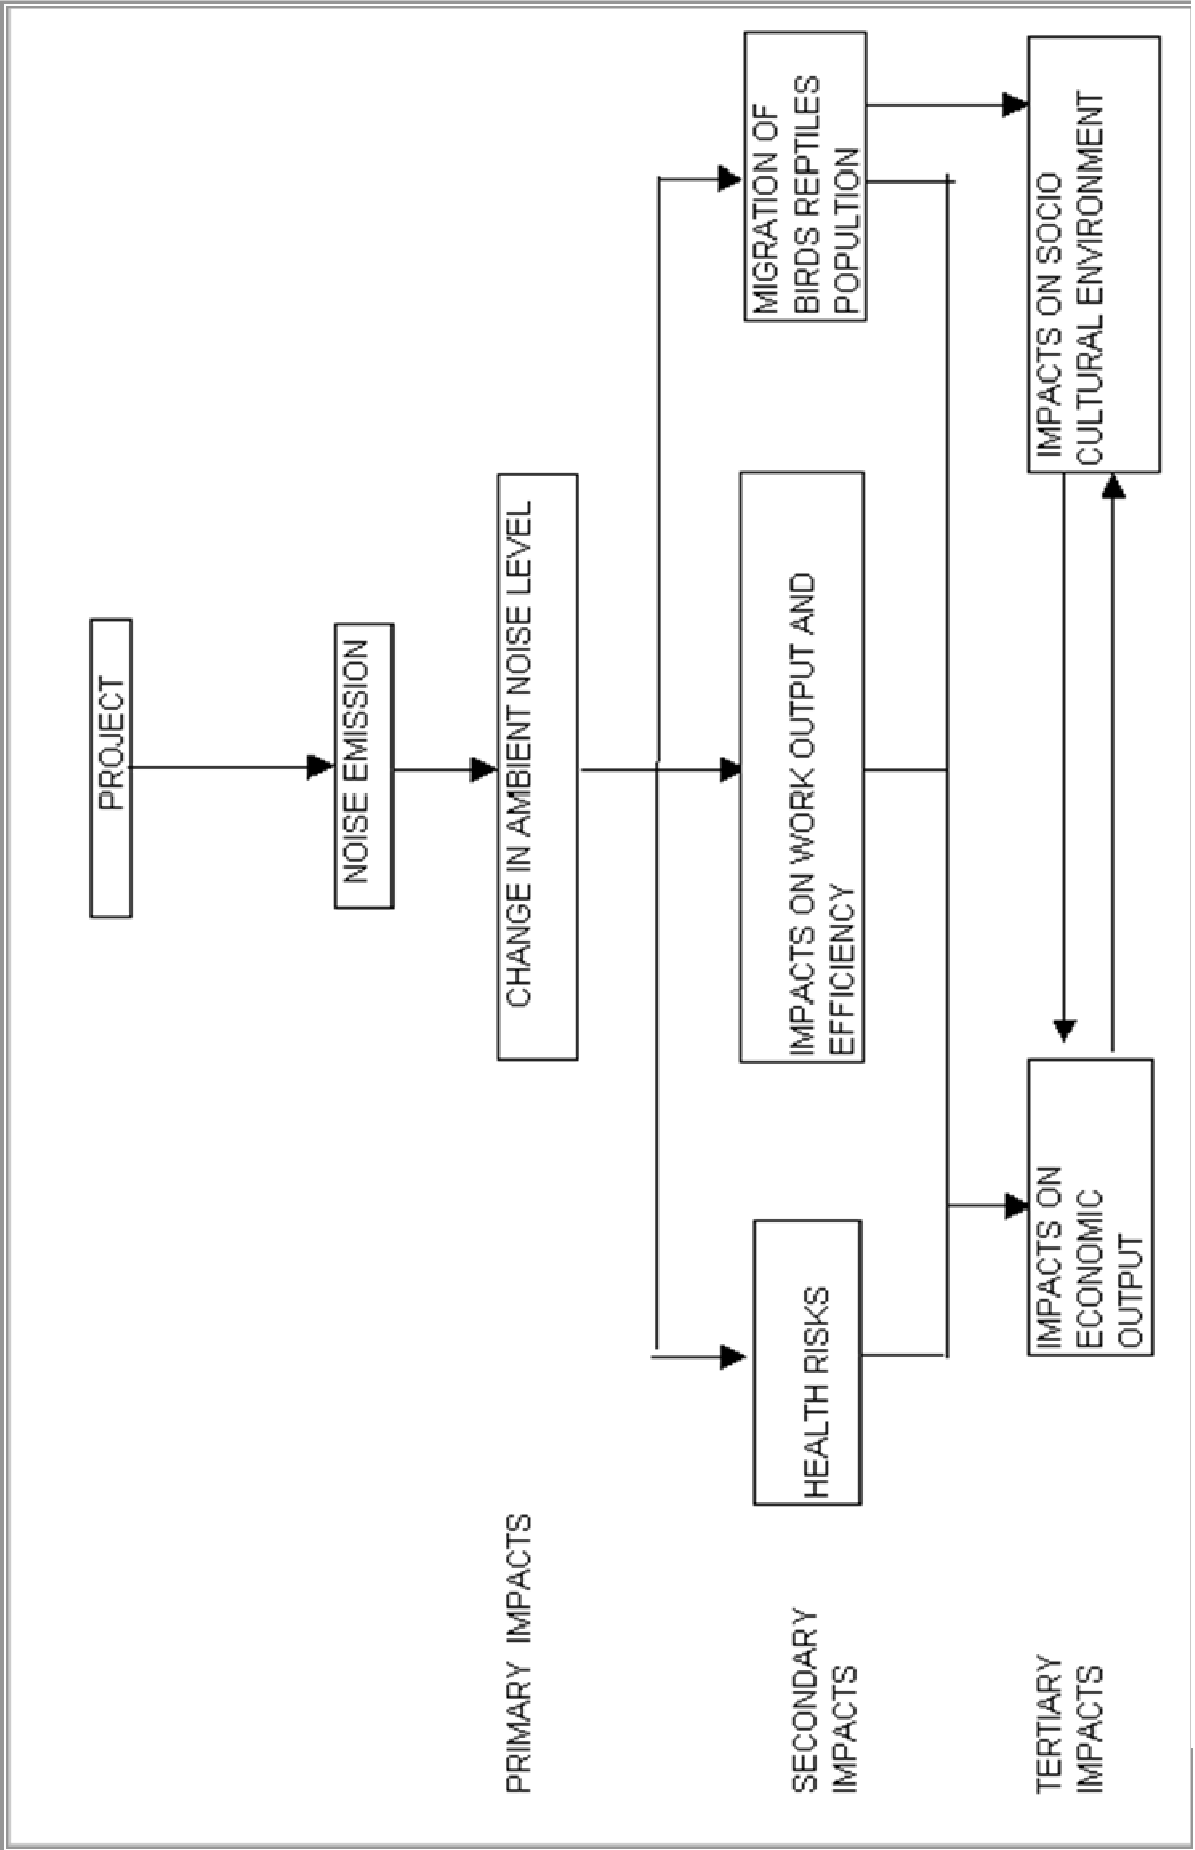 PROJECT
NOISE EMISSION
PRIMARY IMPACTS
CHANGE IN AMBIENT NOISE LEVEL
SECONDARY
IMPACTS
HEALTH RISKS
IMPACTS ON WORK OUTPUT AND
EFFICIENCY
MIGRATION OF
BIRDS REPTILES
POPULTION
TERTIARY
IMPACTS
IMPACTS ON
ECONOMIC
OUTPUT
IMPACTS ON SOCIO
CULTURAL ENVIRONMENT